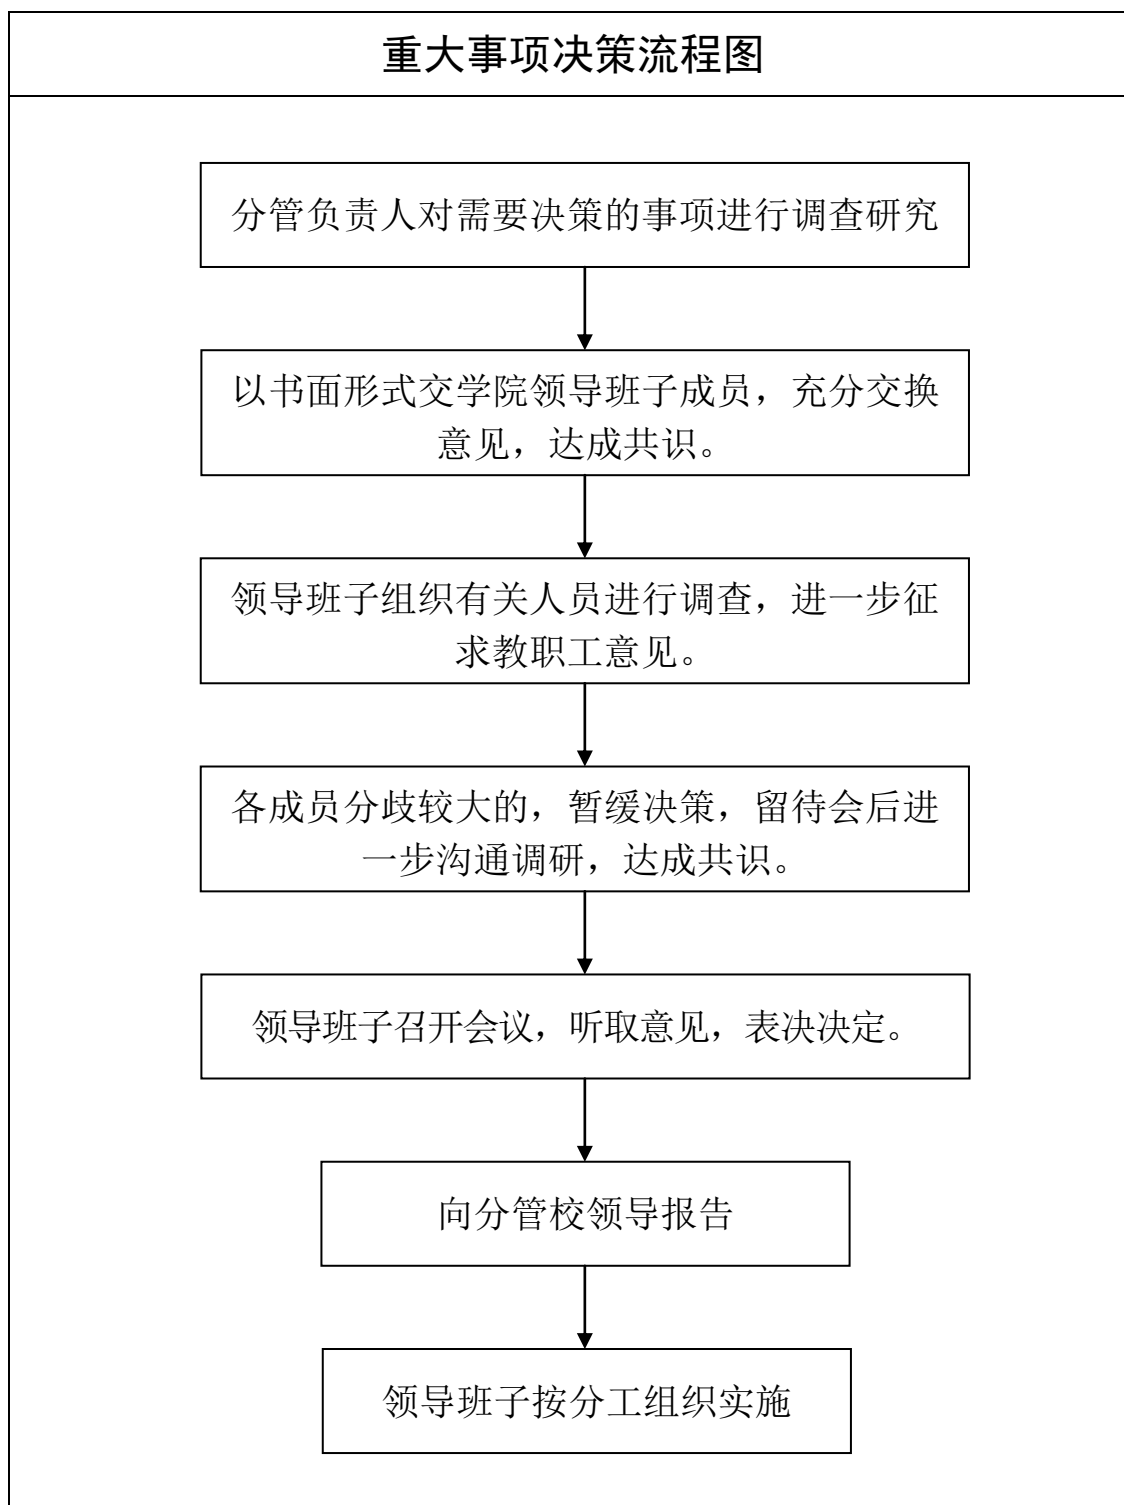 重大事项决策流程图
分管负责人对需要决策的事项进行调查研究
以书面形式交学院领导班子成员，充分交换
意见，达成共识。
领导班子组织有关人员进行调查，进一步征
求教职工意见。
各成员分歧较大的，暂缓决策，留待会后进
一步沟通调研，达成共识。
领导班子召开会议，听取意见，表决决定。
向分管校领导报告
领导班子按分工组织实施